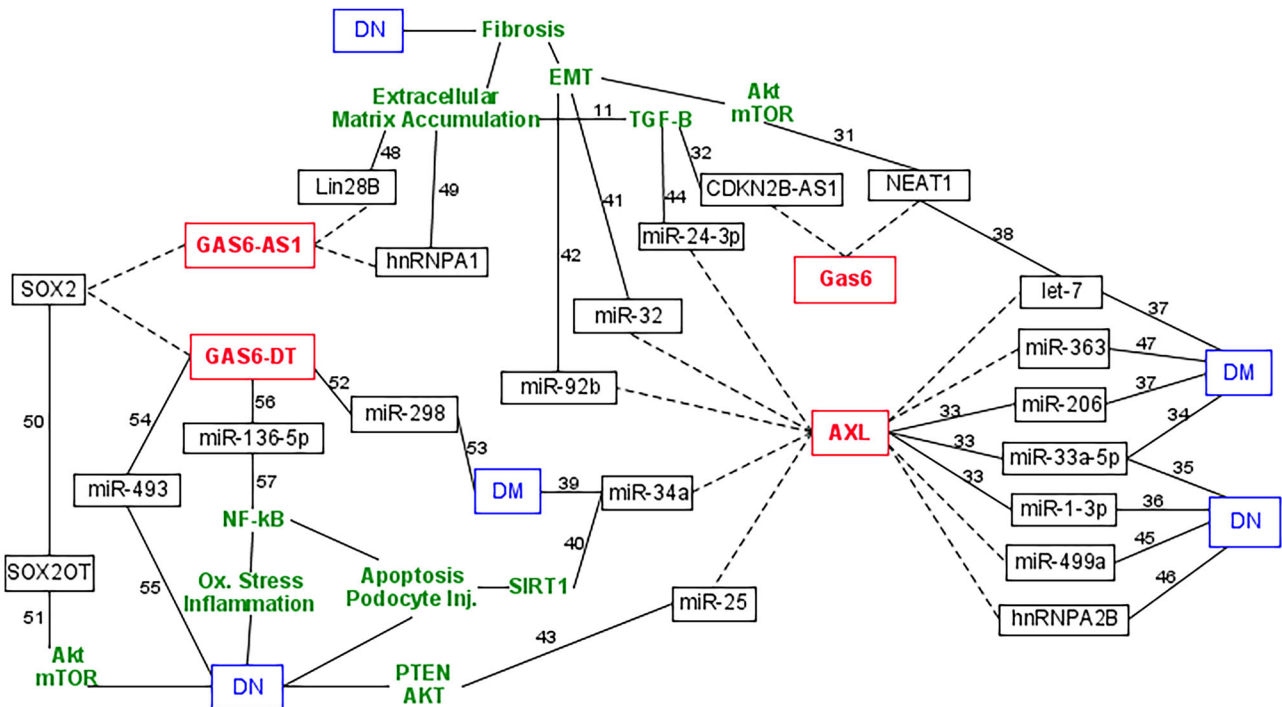 DN
Fibrosis
EMT
Akt
mTOR
Extracellular
Matrix Accumulation
11
TGF-B
31
48
32
Lin28B
49
41
44
CDKN2B-AS1
NEAT1
GAS6-AS1
hnRNPA1
42
miR-24-3p
38
Gas6
SOX2
let-7
37
miR-32
GAS6-DT
miR-363
47
DM
miR-92b
52
37
56
miR-298
miR-206
33
34
50
54
miR-136-5p
AXL
33
miR-33a-5p
53
33
35
57
miR-493
DM
39
miR-34a
miR-1-3p
36
DN
NF-kB
40
45
miR-499a
SOX2OT
55
Ox. Stress
Inflammation
Apoptosis
Podocyte Inj.
SIRT1
46
miR-25
hnRNPA2B
51
43
Akt
mTOR
DN
PTEN
AKT